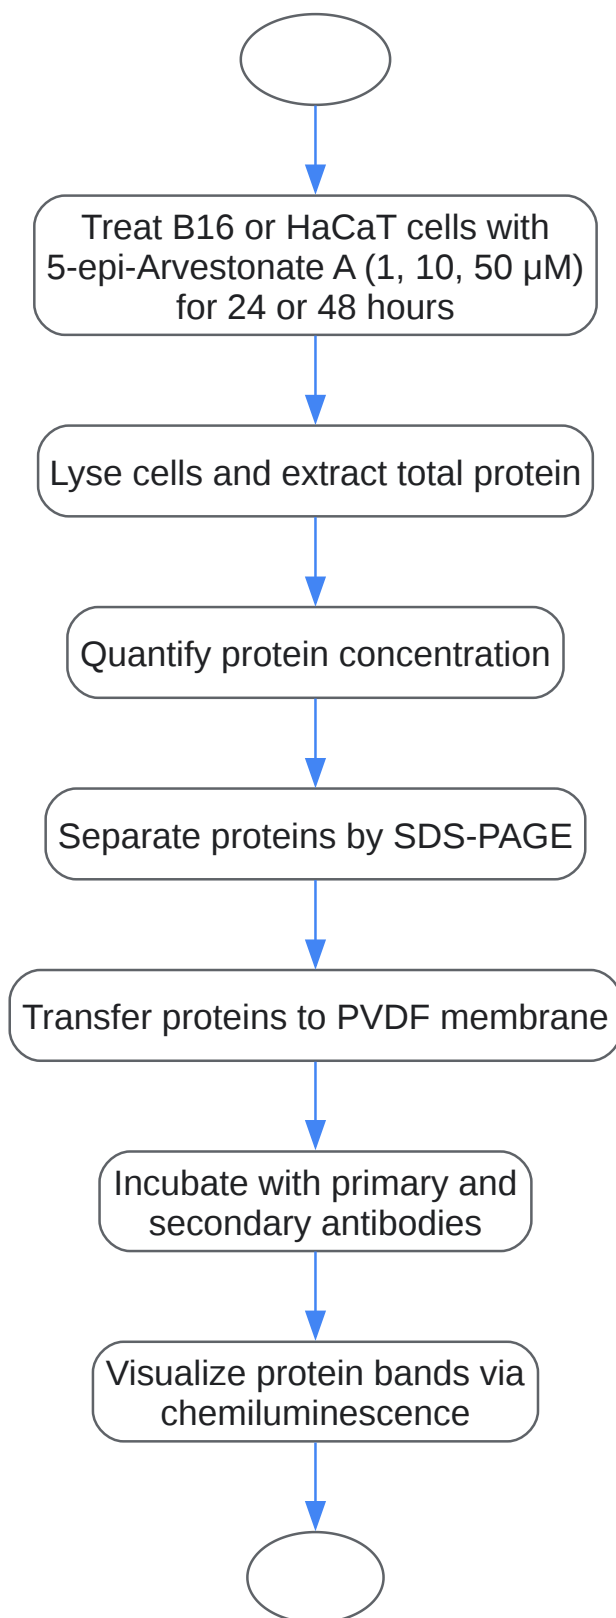 Treat B16 or HaCaT cells with
5-epi-Arvestonate A (1, 10, 50 μM)
for 24 or 48 hours
Lyse cells and extract total protein
Quantify protein concentration
Separate proteins by SDS-PAGE
Transfer proteins to PVDF membrane
Incubate with primary and
secondary antibodies
Visualize protein bands via
chemiluminescence